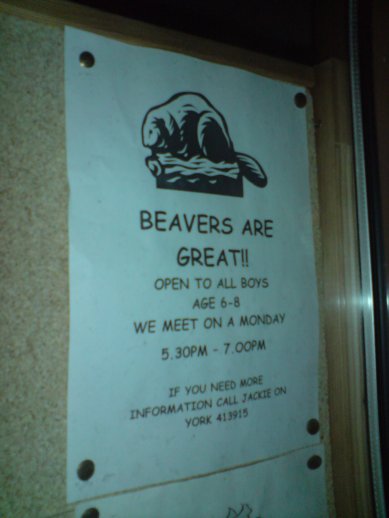 BEAVERS ARE
GREAT!!
OPEN TO ALL BOYS
AGE 6-8
WE MEET ON A MONDAY
5.30PM - 7.00PM
IF YOU NEED MORE
INFORMATION CALL JACKIE ON
YORK 413915